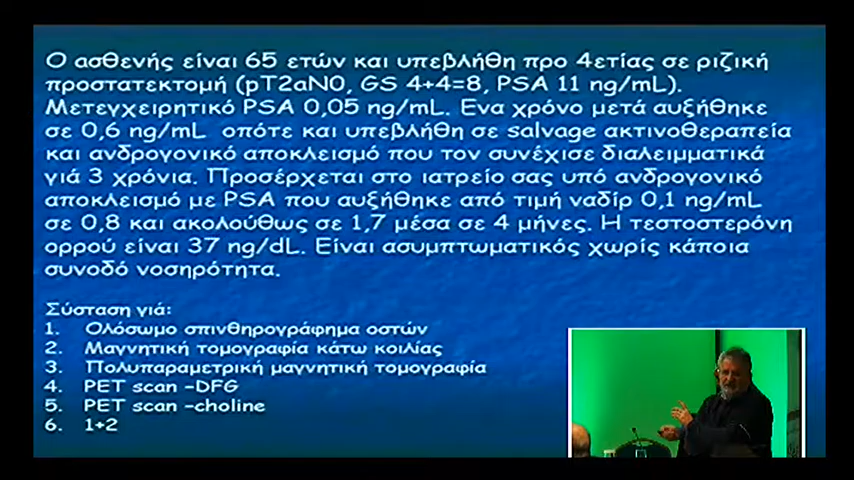 Ο ασθενής είναι 65 ετών και υπεβλήθη προ 4ετίας σε ριζική
προστατεκτομή (pT2aN0, GS 4+4=8, PSA 11 ng/mL).
Μετεγχειρητικό PSA 0,05 ng/mL. Ενα χρόνο μετά αυξήθηκε
σε 0,6 ng/mL οπότε και υπεβλήθη σε salvage ακτινοθεραπεία
και ανδρογονικό αποκλεισμό που τον συνέχισε διαλειμματικά
γιά 3 χρόνια. Προσέρχεται στο ιατρείο σας υπό ανδρογονικό
αποκλεισμό με PSA που αυξήθηκε από τιμή ναδίρ 0,1 ng/mL
σε 0,8 και ακολούθως σε 1,7 μέσα σε 4 μήνες. Η τεστοστερόνη
ορρού είναι 37 ng/dL. Είναι ασυμπτωματικός χωρίς κάποια
συνοδό νοσηρότητα.
Σύσταση γιά:
1. Ολόσωμο σπινθηρογράφημα οστών
2. Μαγνητική τομογραφία κάτω κοιλίας
3. Πολυπαραμετρική μαγνητική τομογραφία
4. PET scan –DFG
5. PET scan –choline
6. 1+2